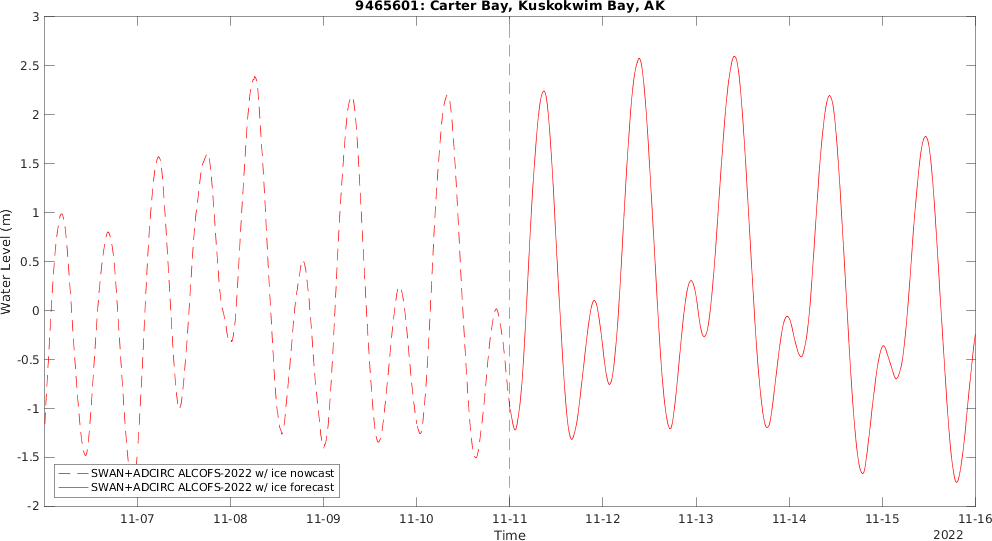 9465601: Carter Bay, Kuskokwim Bay, AK
3
2.5
2
1.5
1
0.5
0
-0.5
-1
-1.5
-2
Water Level (m)
SWAN+ADCIRC ALCOFS-2022 w/ ice nowcast
SWAN+ADCIRC ALCOFS-2022 w/ ice forecast
11-07 11-08 11-09 11-10 11-11 11-12 11-13 11-14 11-15 11-16
Time
2022